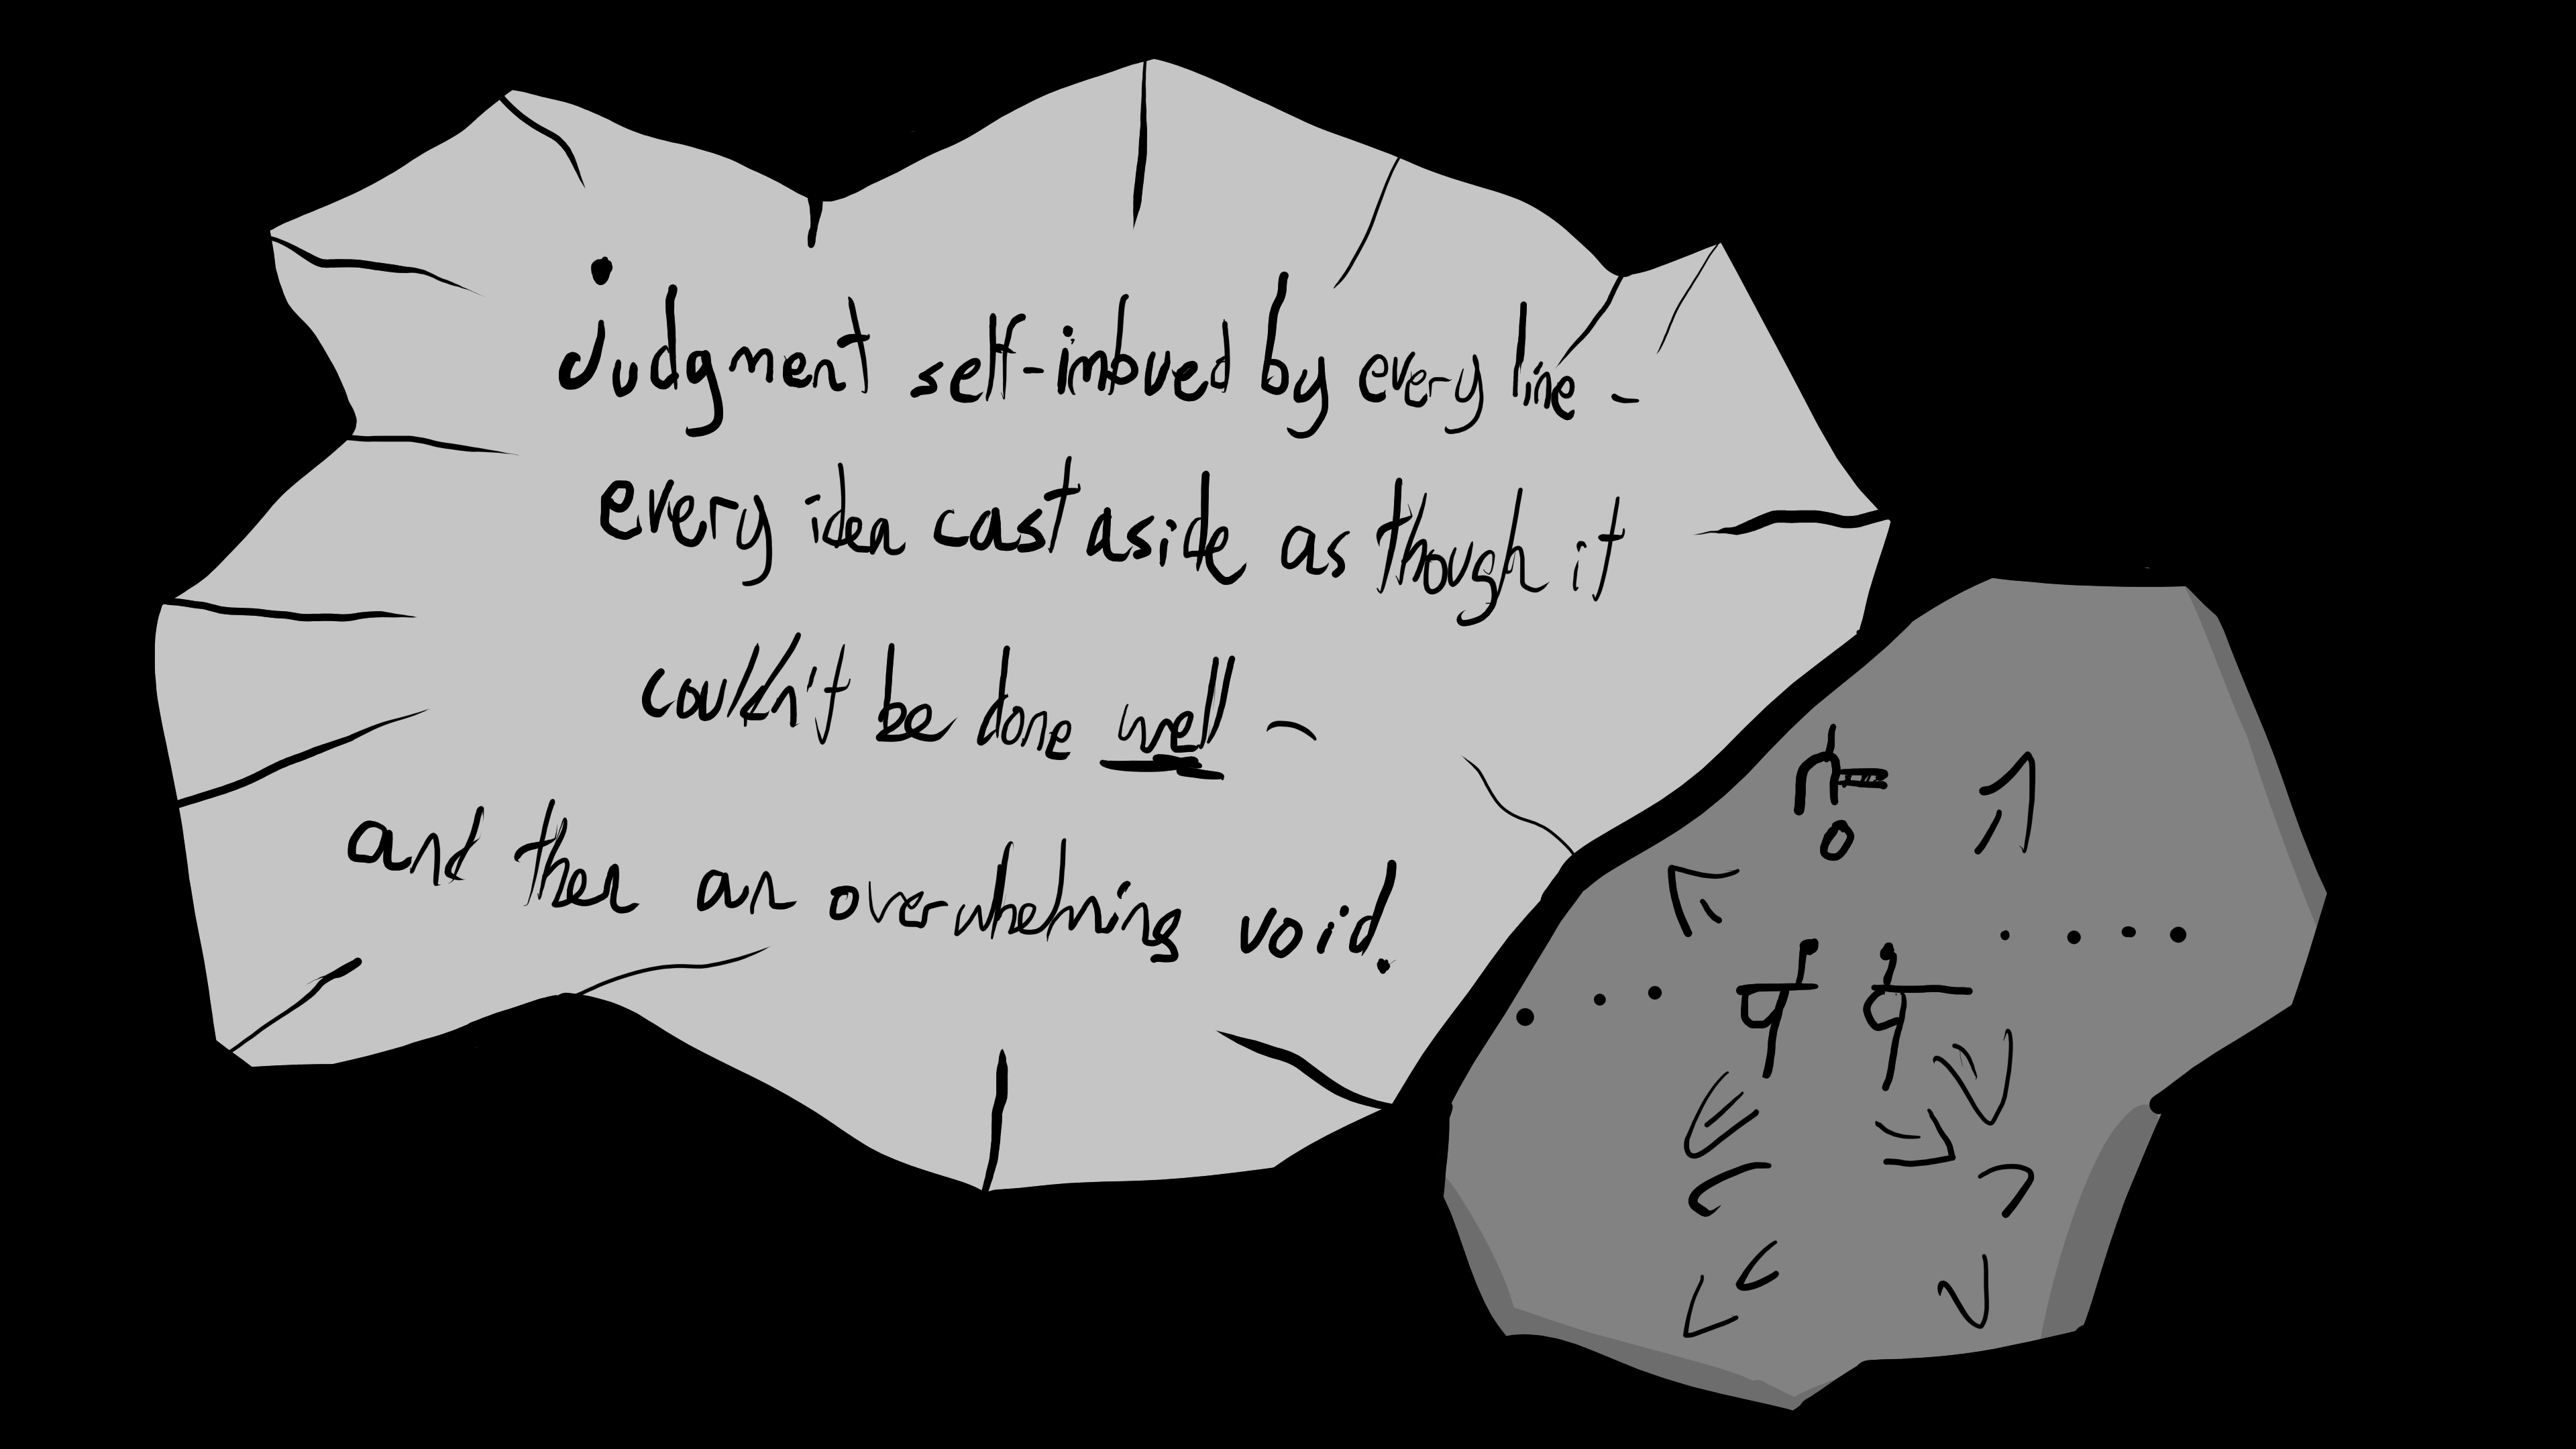 judgment self-imbued by every line -
every idea cast aside as though it
couldn't be done well -
and then an overwhelming void.